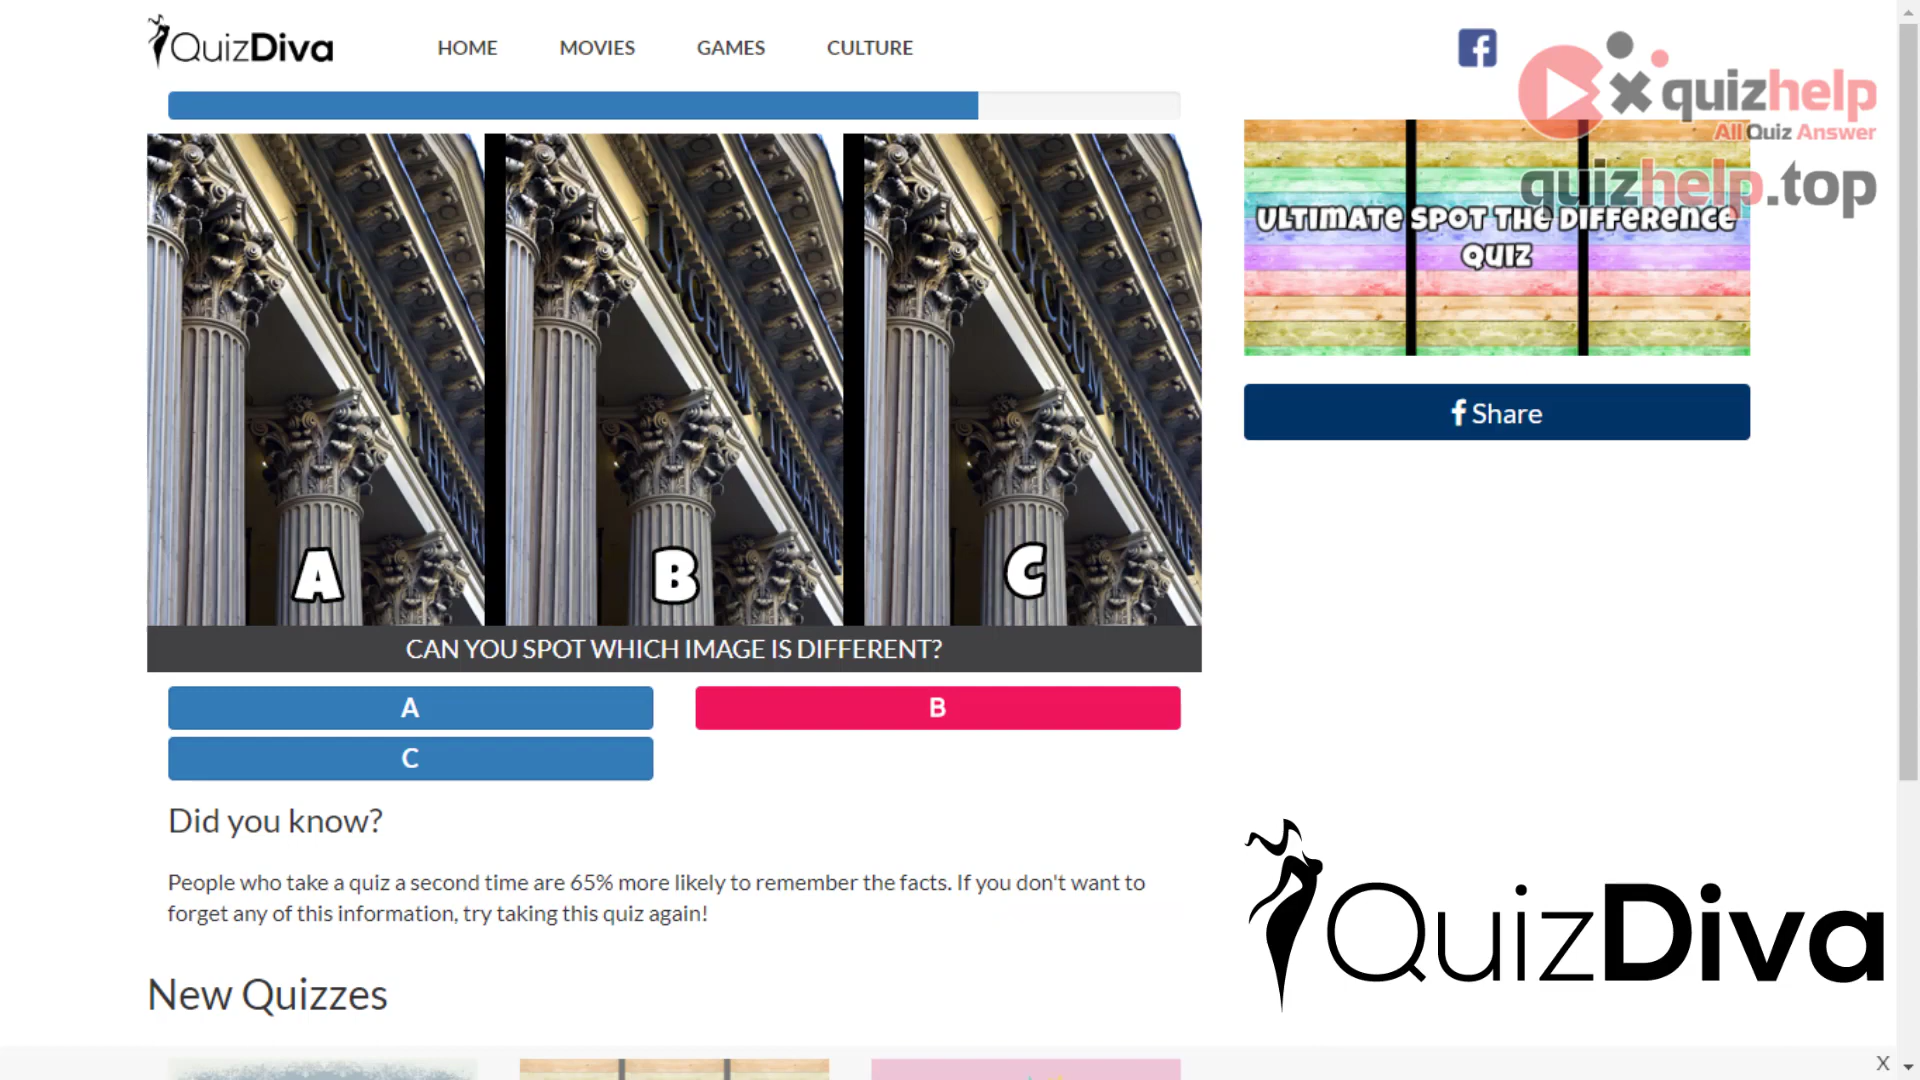 QuizDiva
HOME MOVIES GAMES CULTURE
quizhelp
All Quiz Answer
quizhelp.top
ULTIMATE SPOT THE DIFFERENCE
QUIZ
Share
A B C
CAN YOU SPOT WHICH IMAGE IS DIFFERENT?
A
B
C
Did you know?
People who take a quiz a second time are 65% more likely to remember the facts. If you don't want to
forget any of this information, try taking this quiz again!
QuizDiva
New Quizzes
X